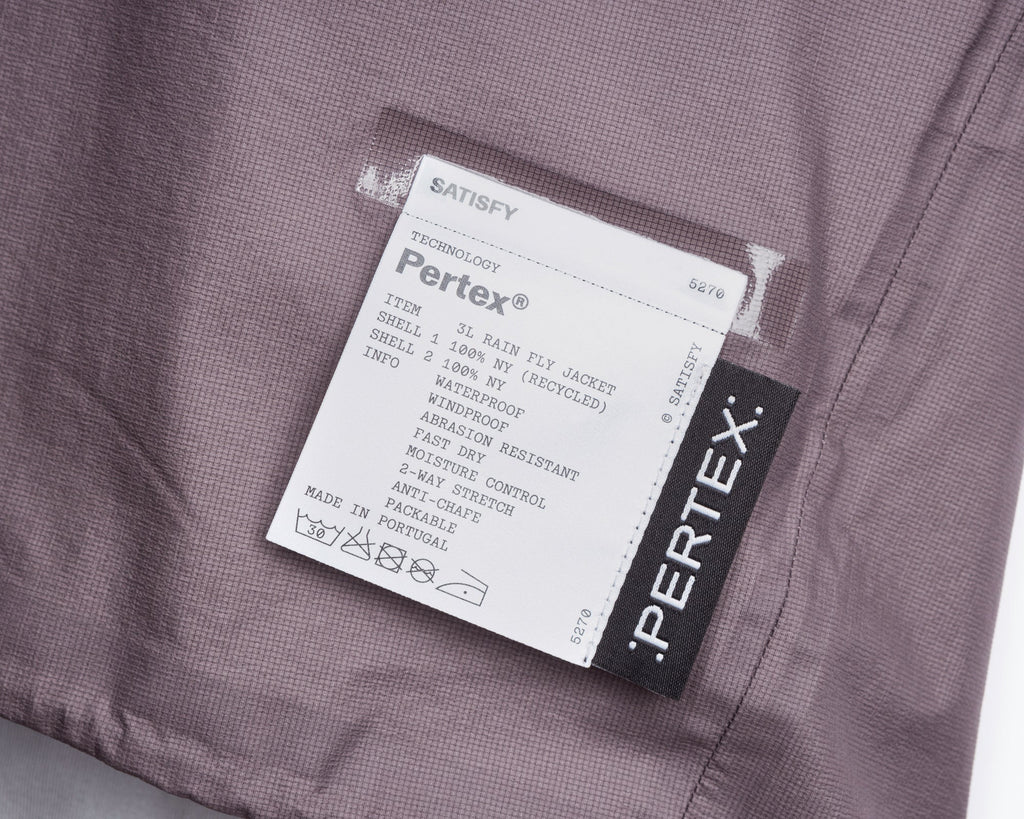 SATISFY
5270
TECHNOLOGY
Pertex®
ITEM 3L RAIN FLY JACKET
SHELL 1 100% NY (RECYCLED)
SHELL 2 100% NY
INFO WATERPROOF
WINDPROOF
ABRASION RESISTANT
FAST DRY
MOISTURE CONTROL
2-WAY STRETCH
ANTI-CHAFE
PACKABLE
MADE IN PORTUGAL
30
© SATISFY
5270
:PERTEX: